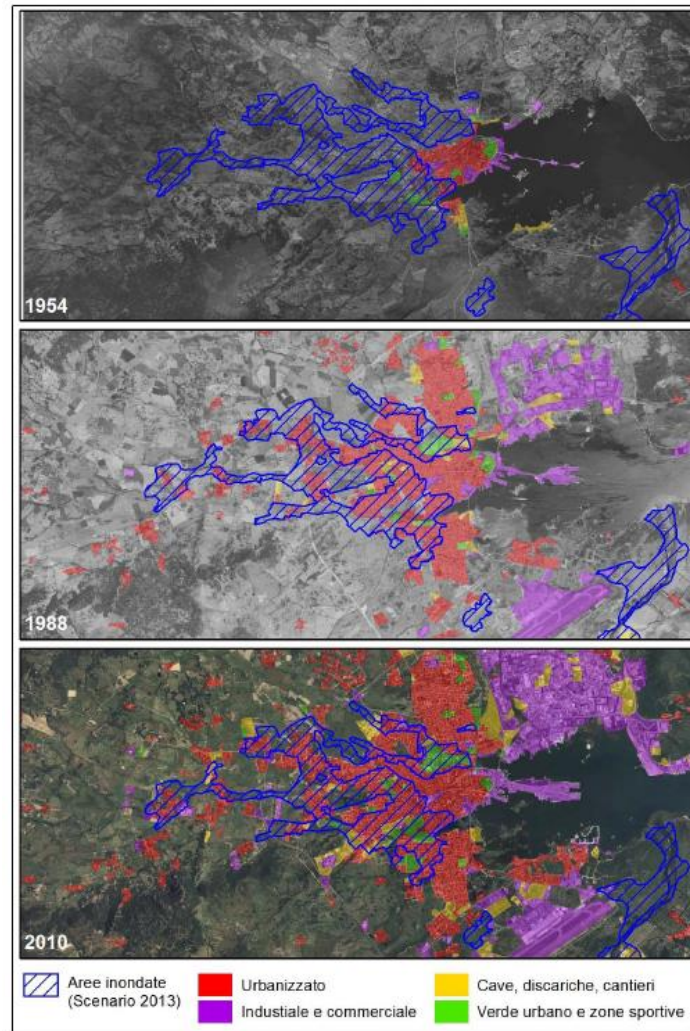 1954
1988
2010
Aree inondate
(Scenario 2013)
Urbanizzato
Industiale e commerciale
Cave, discariche, cantieri
Verde urbano e zone sportive